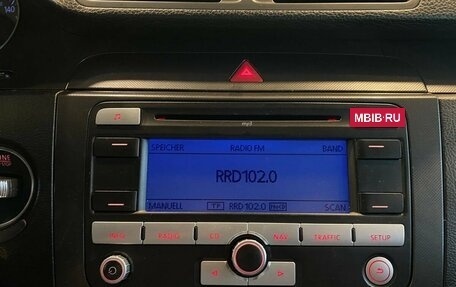 140
MBIB.RU
mp3
SPEICHER RADIO FM BAND
RRD102.0
MANUELL TP RRD102.0 SCAN
INFO RADIO CD NAV TRAFFIC SETUP